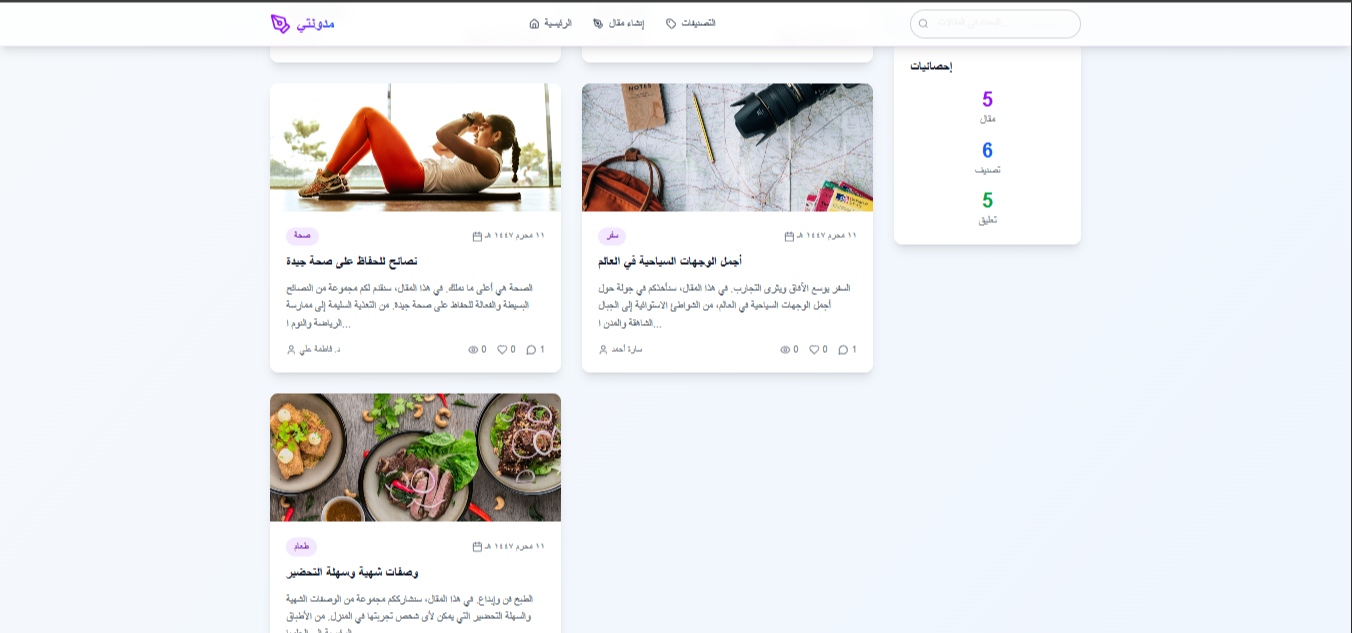 مدونتي
الرئيسية
إنشاء مقال
التصنيفات
إحصائيات
5
مقال
6
تصنيف
5
تعليق
صحة
١١ محرم ١٤٤٧ هـ
نصائح للحفاظ على صحة جيدة
الصحة هي أغلى ما نملك. في هذا المقال، سنقدم لكم مجموعة من النصائح
البسيطة والفعالة للحفاظ على صحة جيدة. من التغذية السليمة إلى ممارسة
الرياضة والنوم ا...
د. فاطمة علي
0 0 1
NOTES
سفر
١١ محرم ١٤٤٧ هـ
أجمل الوجهات السياحية في العالم
السفر يوسع الآفاق ويثري التجارب. في هذا المقال، سنأخذكم في جولة حول
أجمل الوجهات السياحية في العالم، من الشواطئ الاستوائية إلى الجبال
الشاهقة والمدن ا...
سارة أحمد
0 0 1
طعام
١١ محرم ١٤٤٧ هـ
وصفات شهية وسهلة التحضير
الطبخ فن وإبداع. في هذا المقال، سنشارككم مجموعة من الوصفات الشهية
والسهلة التحضير التي يمكن لأي شخص تجربتها في المنزل. من الأطباق